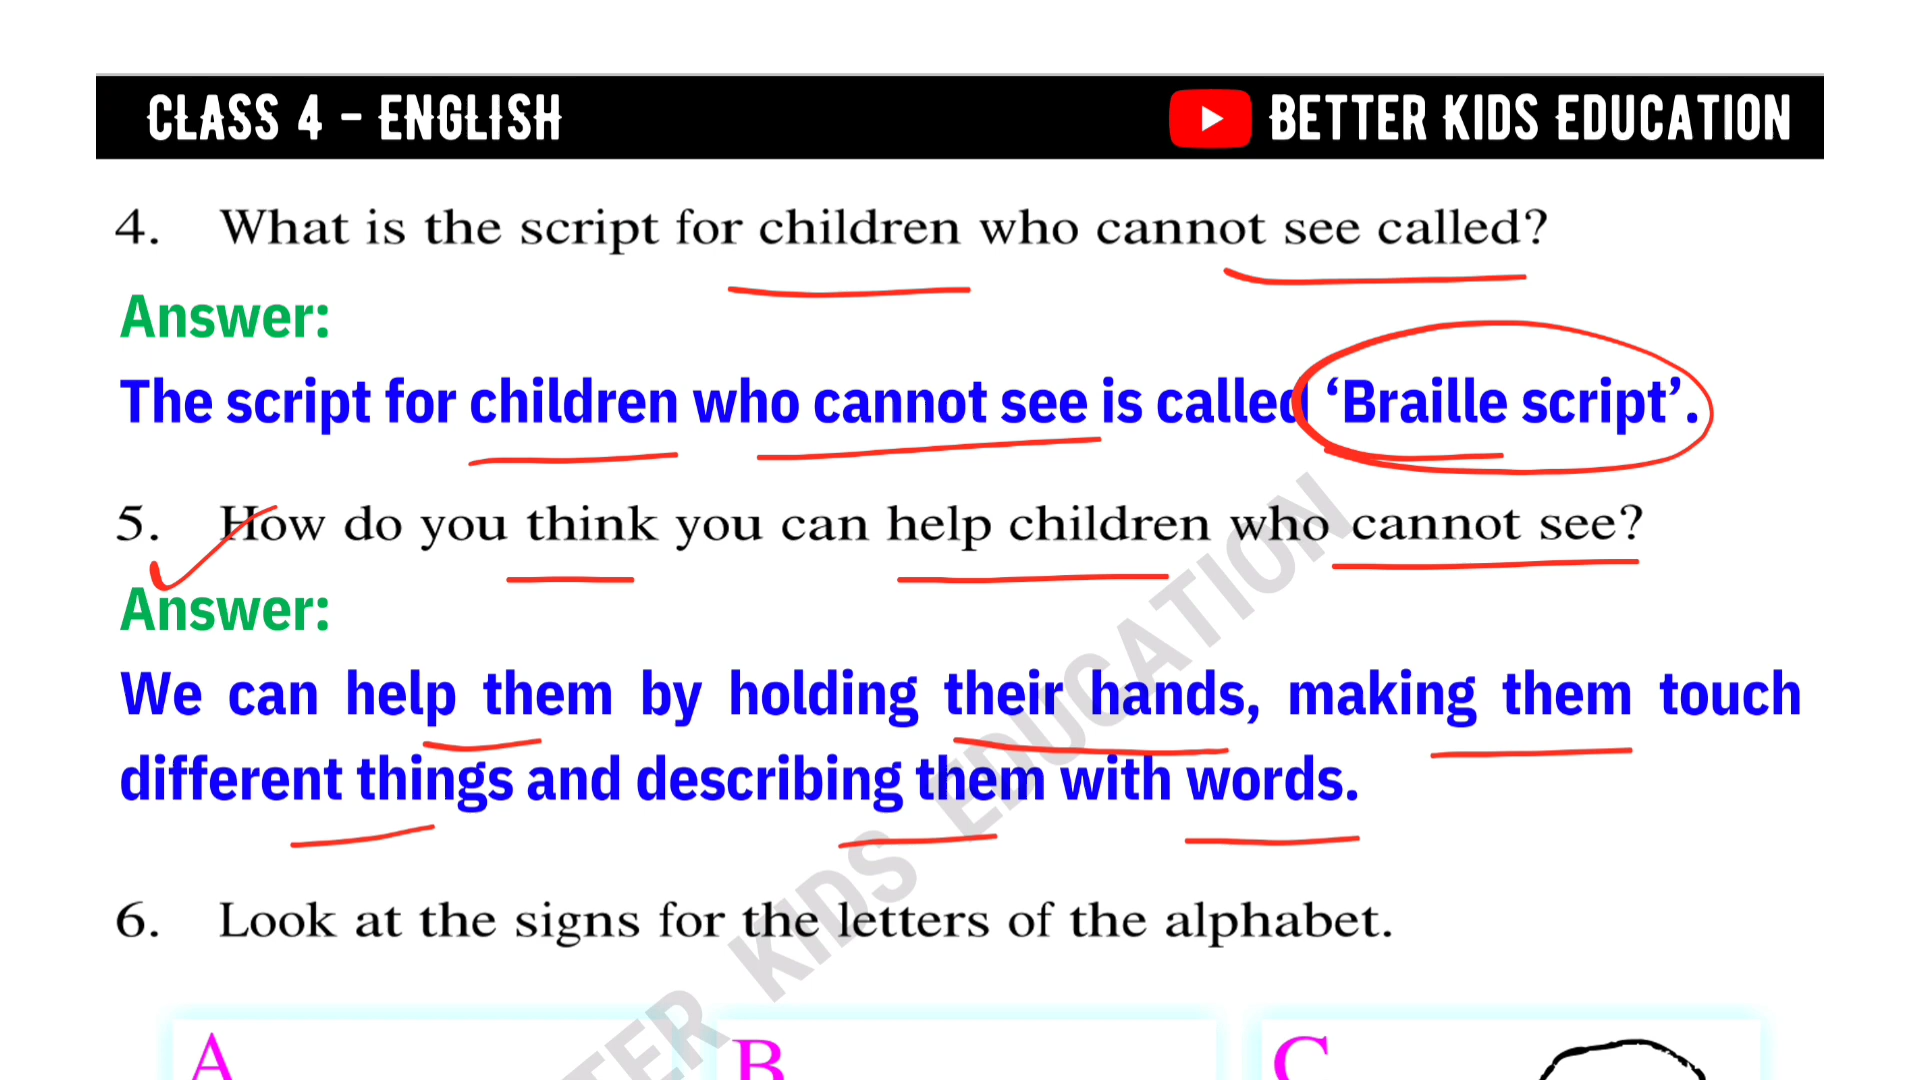 CLASS 4 - ENGLISH
BETTER KIDS EDUCATION
4. What is the script for children who cannot see called?
Answer:
The script for children who cannot see is called ‘Braille script’.
5. How do you think you can help children who cannot see?
Answer:
We can help them by holding their hands, making them touch
different things and describing them with words.
6. Look at the signs for the letters of the alphabet.
A B C
KIDS EDUCATION